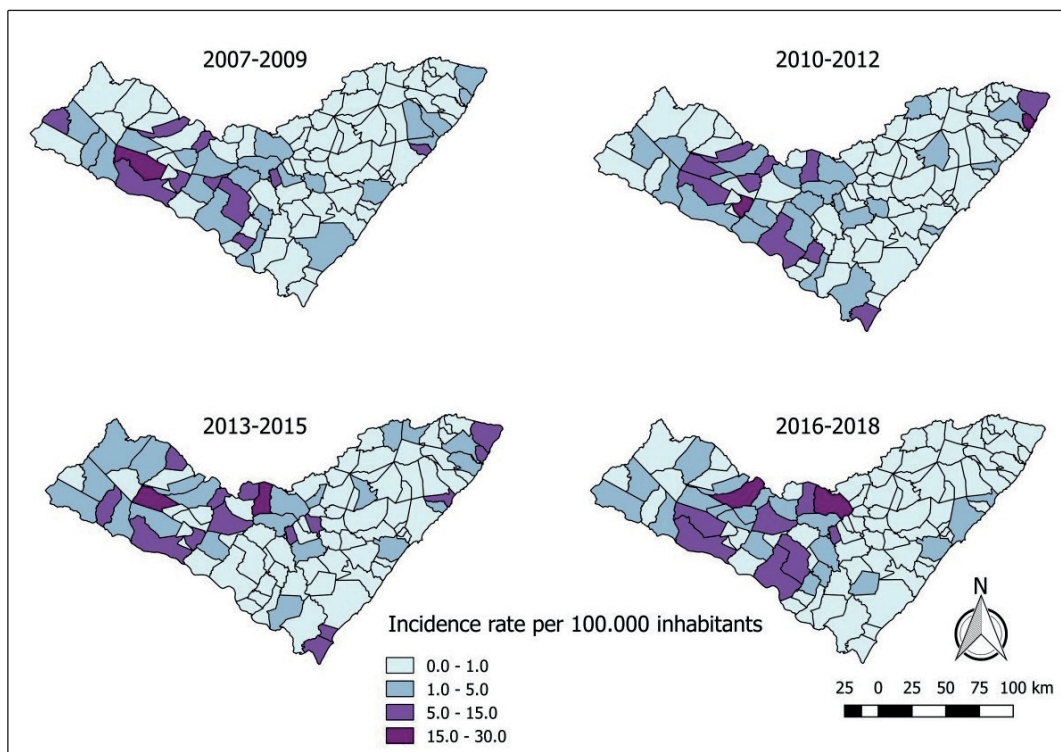 2007-2009
2010-2012
2013-2015
2016-2018
Incidence rate per 100.000 inhabitants
0.0 - 1.0
1.0 - 5.0
5.0 - 15.0
15.0 - 30.0
N
25 0 25 50 75 100 km